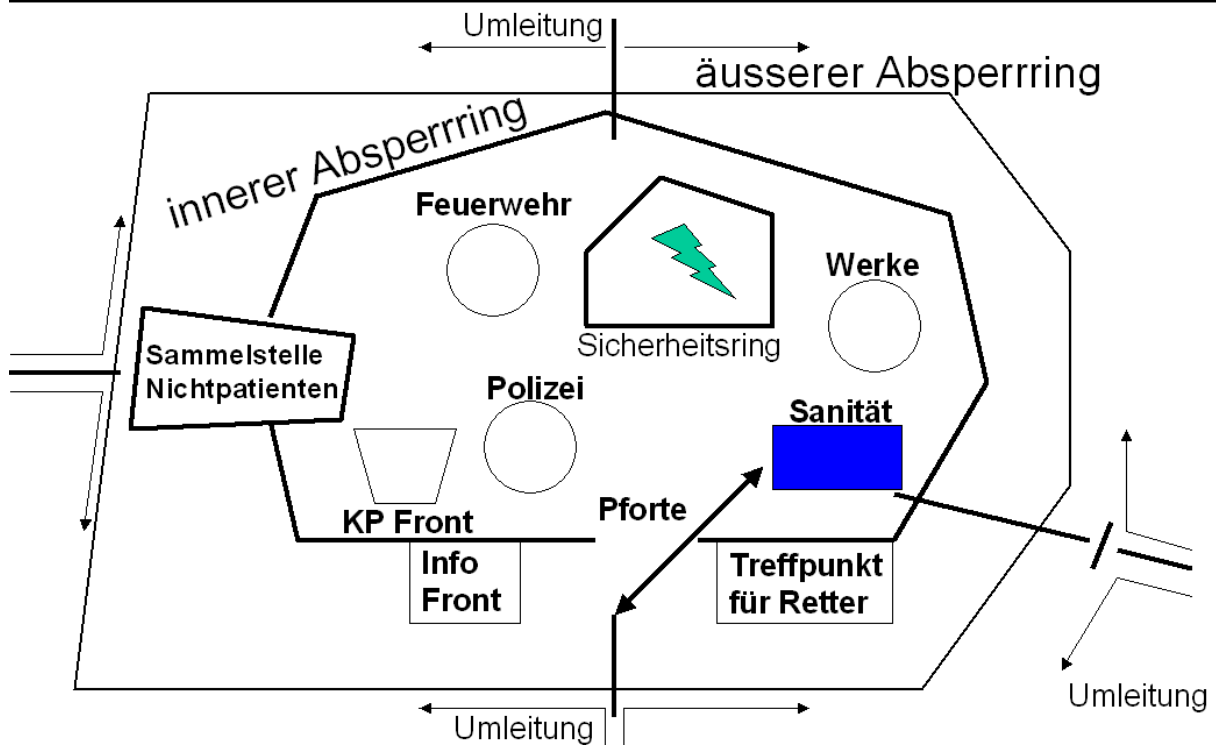 Umleitung
äusserer Absperrring
innerer Absperrring
Feuerwehr
Werke
Sicherheitsring
Sammelstelle
Nichtpatienten
Polizei
Sanität
Pforte
KP Front
Info
Front
Treffpunkt
für Retter
Umleitung
Umleitung